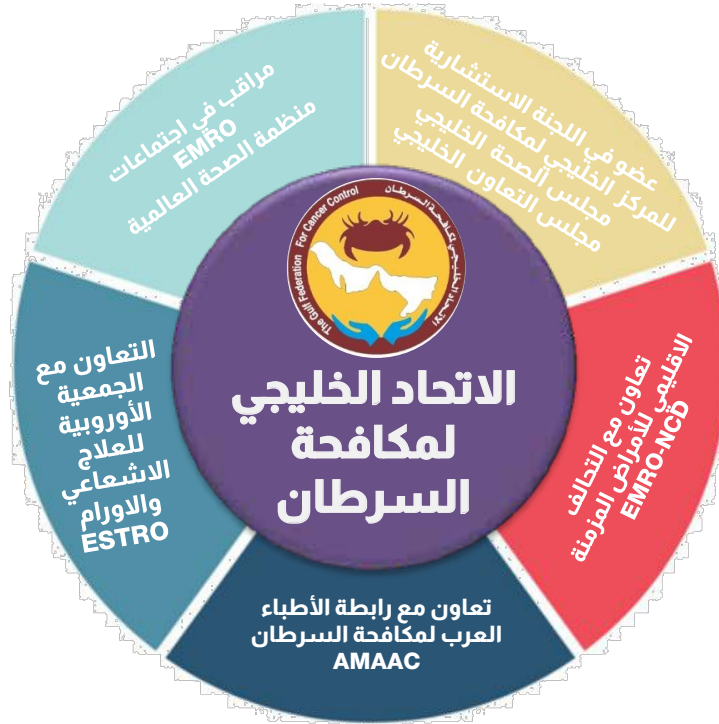 مراقب في اجتماعات
EMRO
منظمة الصحة العالمية
عضو في اللجنة الاستشارية
للمركز الخليجي لمكافحة السرطان
مجلس الصحة الخليجي
مجلس التعاون الخليجي
The Gulf Federation For Cancer Control
الاتحاد الخليجي لمكافحة السرطان
الاتحاد الخليجي
لمكافحة
السرطان
التعاون مع
الجمعية
الأوروبية
للعلاج
الاشعاعي
والاورام
ESTRO
تعاون مع التحالف
الاقليمي للأمراض المزمنة
EMRO-NCD
تعاون مع رابطة الأطباء
العرب لمكافحة السرطان
AMAAC